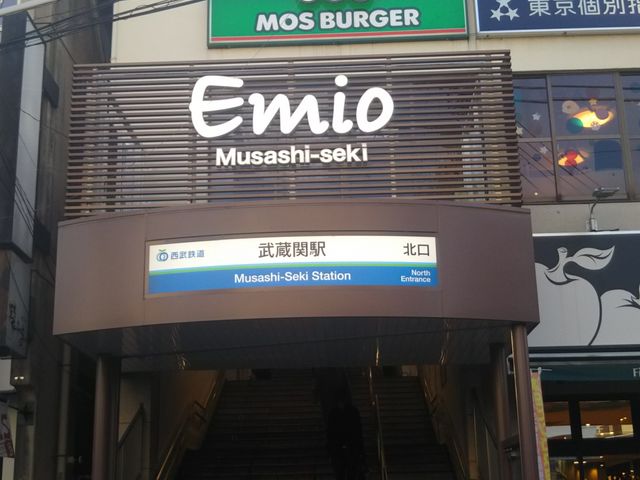 MOS BURGER
東京個別指
Emio
Musashi-seki
西武鉄道
武蔵関駅
北口
Musashi-Seki Station
North
Entrance